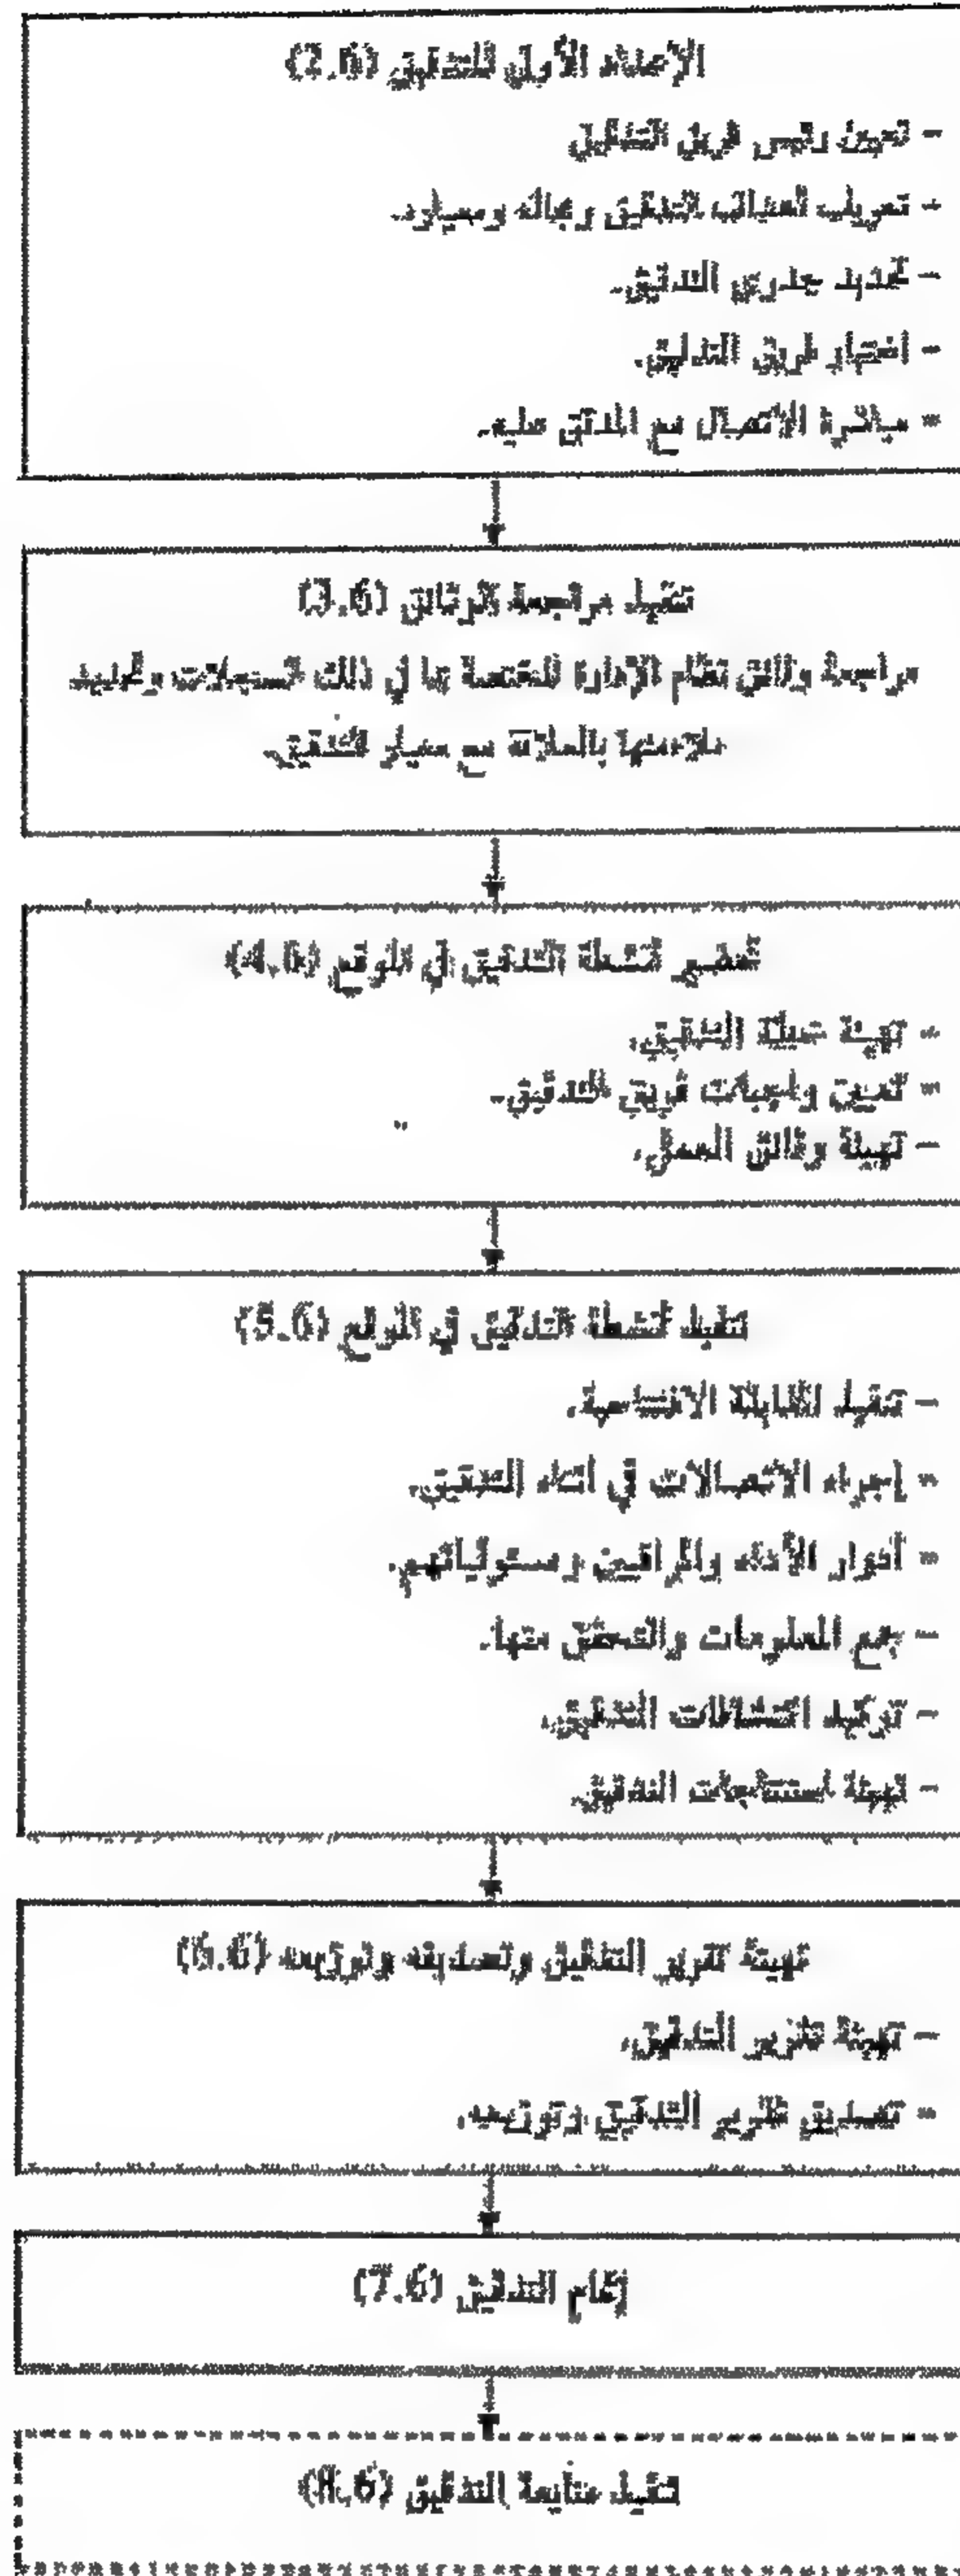 الإعداد الأولي للتدقيق (2.6)
– تعيين رئيس فريق التدقيق
– تعريف أهداف التدقيق ومجاله ومعياره.
– تحديد جدوى التدقيق.
– اختيار فريق التدقيق.
– مباشرة الاتصال مع المدقق عليه.
تنفيذ مراجعة الوثائق (3.6)
مراجعة وثائق نظام الإدارة المختصة بما في ذلك السجلات وتحديد
ملاءمتها بالعلاقة مع معيار التدقيق.
تحضير أنشطة التدقيق في الموقع (4.6)
– تهيئة خطة التدقيق.
– تعيين واجبات فريق التدقيق.
– تهيئة وثائق العمل.
تنفيذ أنشطة التدقيق في الموقع (5.6)
– تنفيذ المقابلة الافتتاحية.
– إجراء الاتصالات في أثناء التدقيق.
– أدوار الأدلاء والمراقبين ومسئولياتهم.
– جمع المعلومات والتحقق منها.
– توليد اكتشافات التدقيق.
– تهيئة استنتاجات التدقيق.
تهيئة تقرير التدقيق وتصديقه وتوزيعه (6.6)
– تهيئة تقرير التدقيق.
– تصديق تقرير التدقيق وتوزيعه.
إتمام التدقيق (7.6)
تنفيذ متابعة التدقيق (8.6)